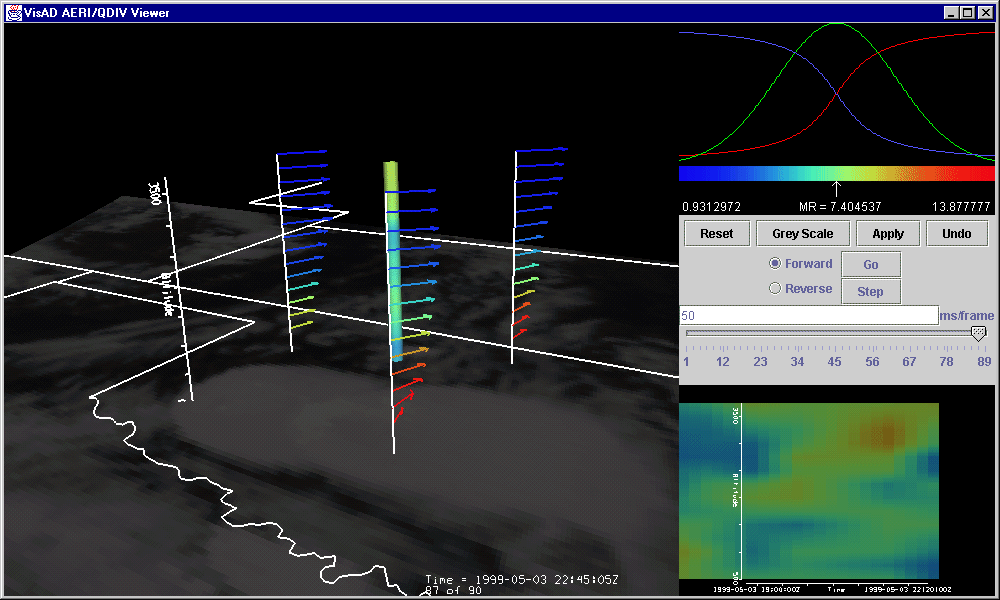 VisAD AERI/QDIV Viewer
3500
Altitude
0.9312972 MR = 7.404537 13.877777
Reset Grey Scale Apply Undo
Forward Go
Reverse Step
50 ms/frame
1 12 23 34 45 56 67 78 89
3500
Altitude
500
1999-05-03 19:00:00Z Time 1999-05-03 22:20:00Z
Time = 1999-05-03 22:45:05Z
87 of 90